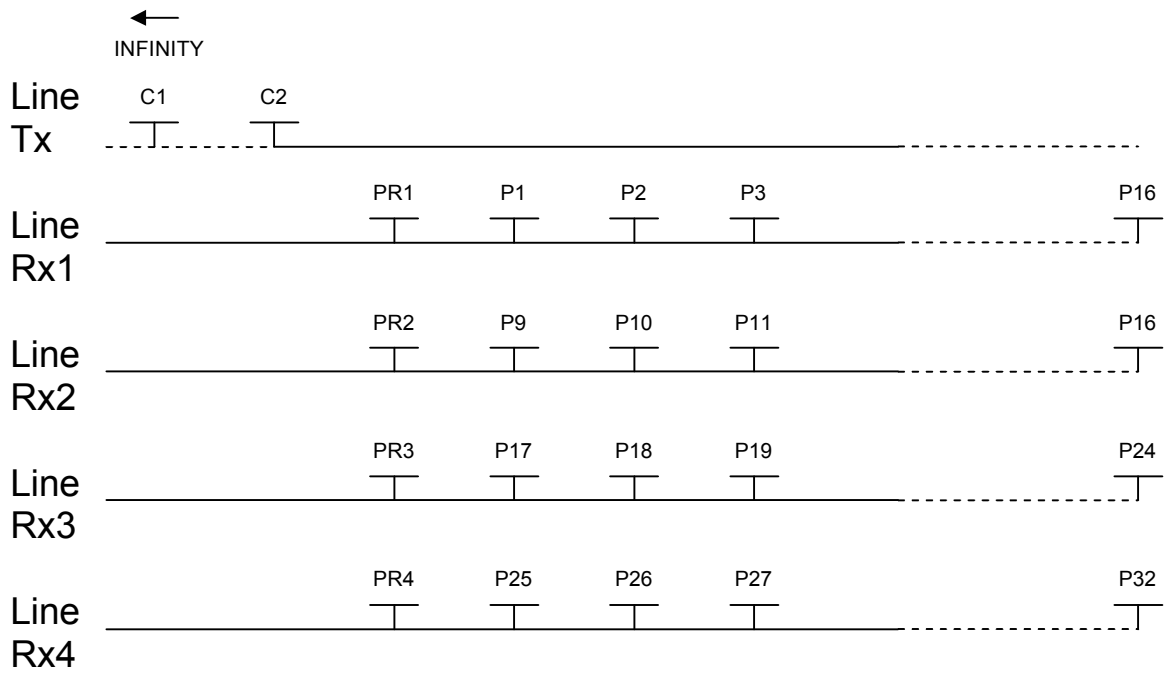 INFINITY
Line
Tx
C1 C2
Line
Rx1
PR1 P1 P2 P3 P16
Line
Rx2
PR2 P9 P10 P11 P16
Line
Rx3
PR3 P17 P18 P19 P24
Line
Rx4
PR4 P25 P26 P27 P32